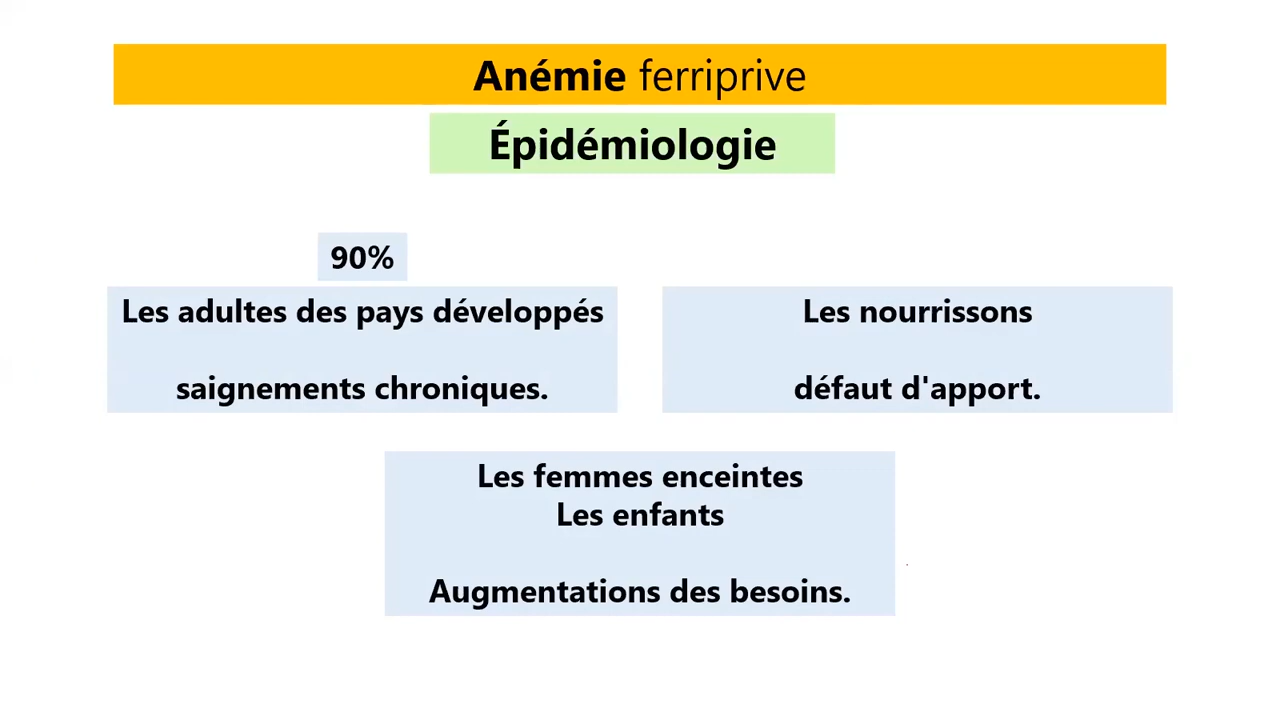 Anémie ferriprive
Épidémiologie
90%
Les adultes des pays développés
saignements chroniques.
Les nourrissons
défaut d'apport.
Les femmes enceintes
Les enfants
Augmentations des besoins.